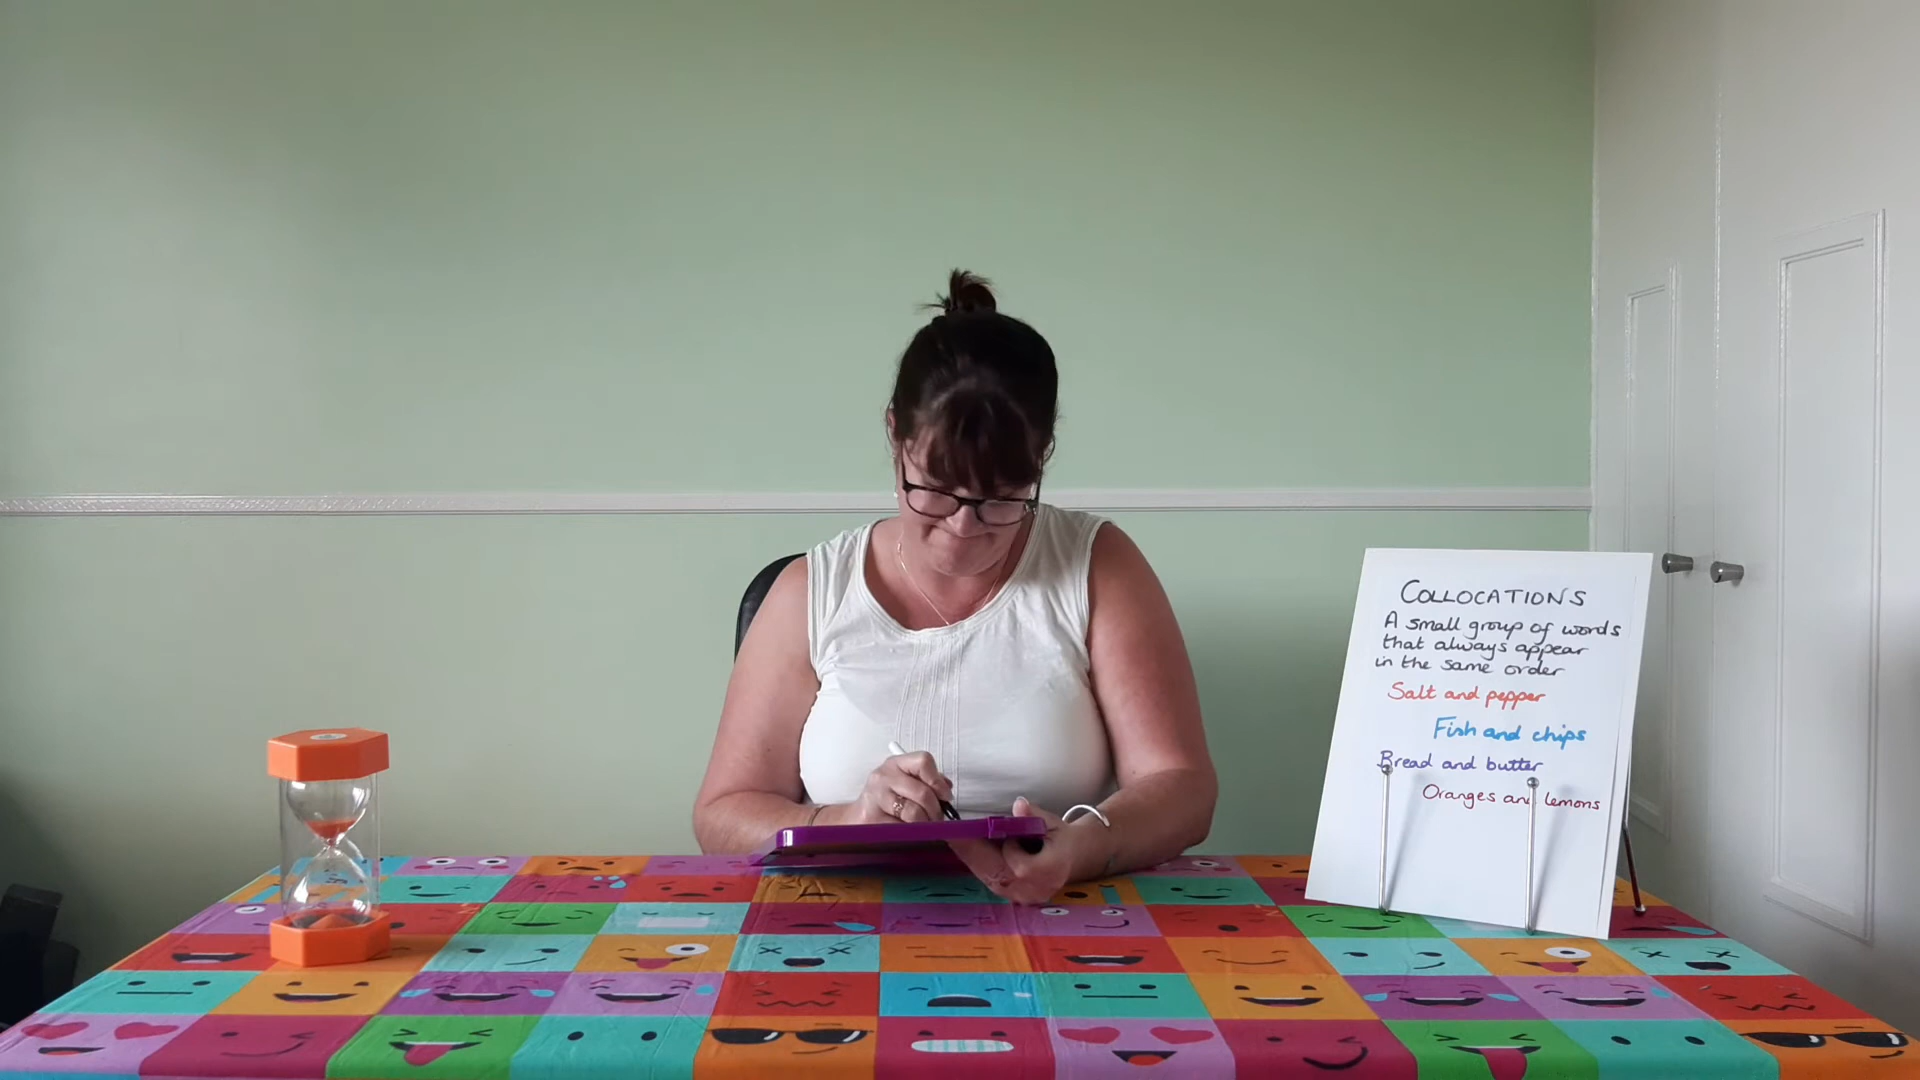 COLLOCATIONS
A small group of words
that always appear
in the same order
Salt and pepper
Fish and chips
Bread and butter
Oranges and lemons